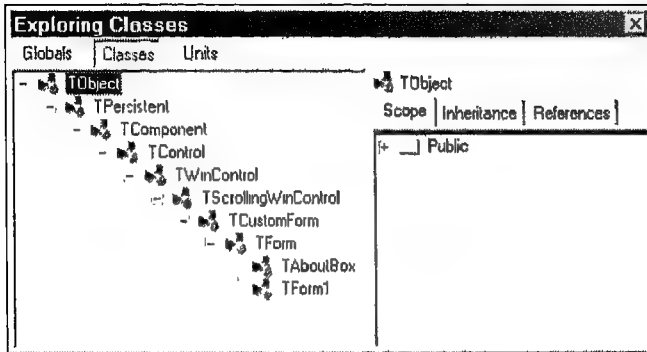 Exploring Classes
Globals Classes Units
TObject
TPersistent
TComponent
TControl
TWinControl
TScrollingWinControl
TCustomForm
TForm
TAboutBox
TForm1
TObject
Scope Inheritance References
Public